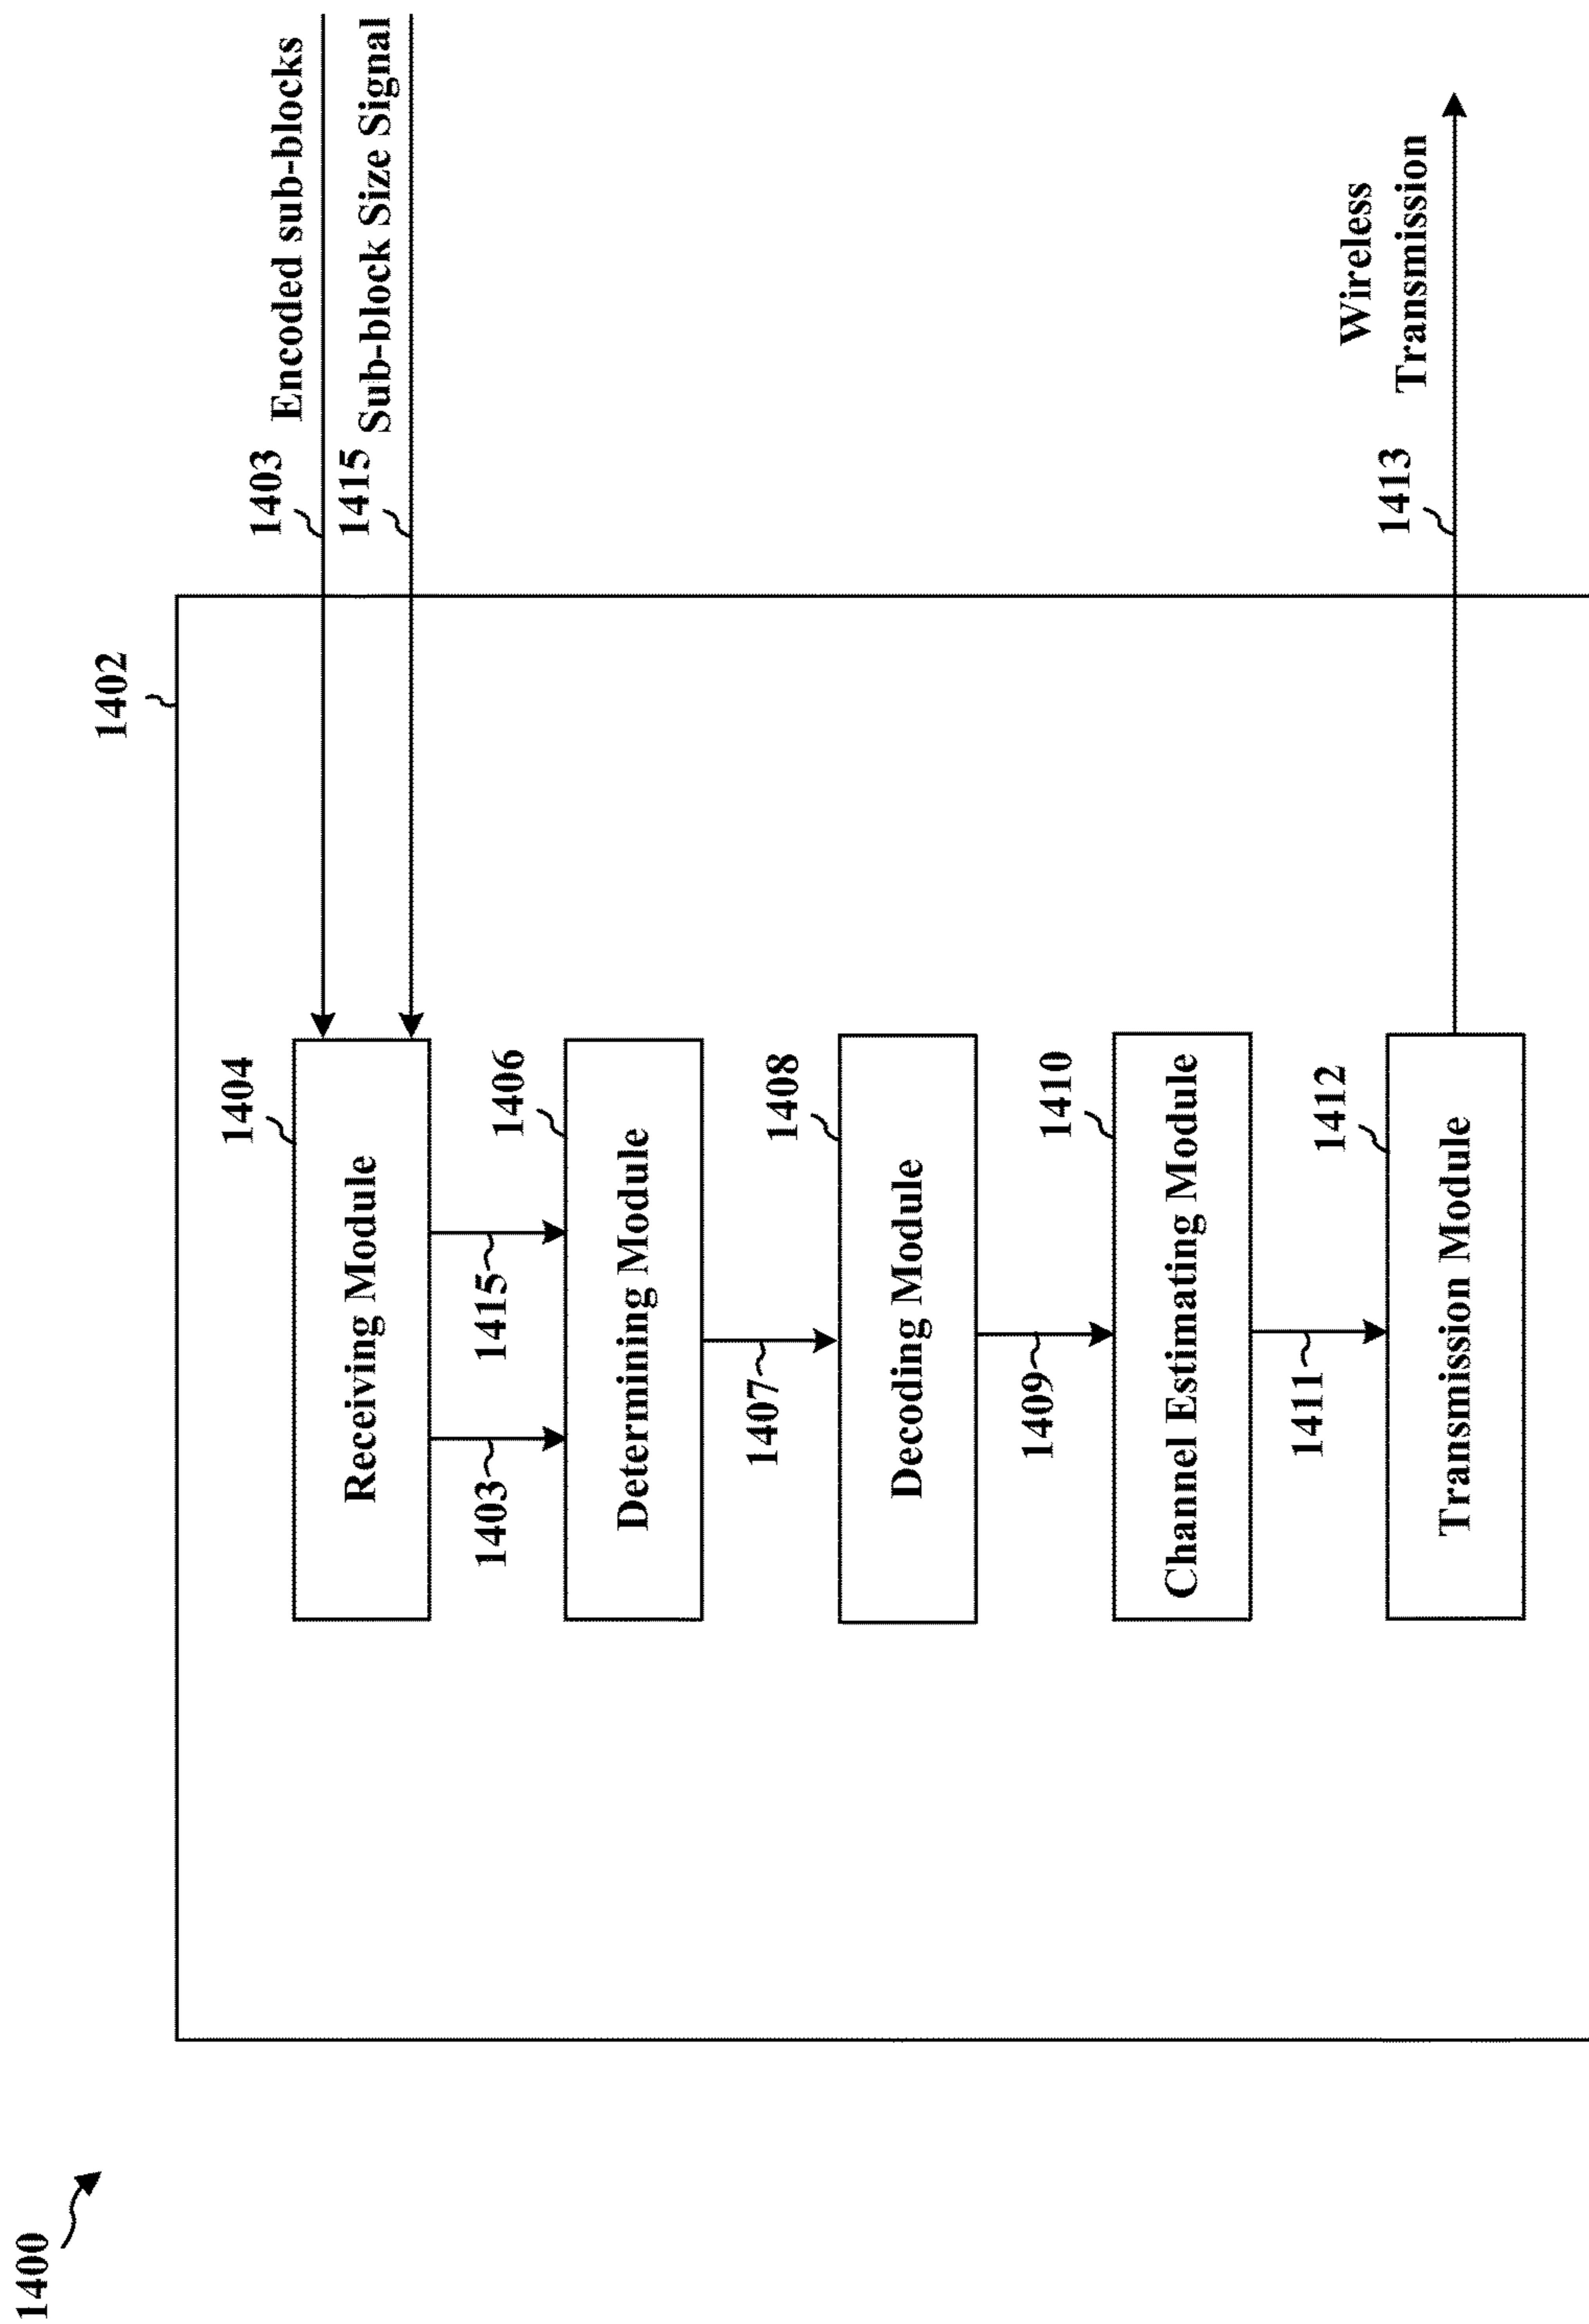 1400
1402
1404
Receiving Module
1403
Encoded sub-blocks
1415
Sub-block Size Signal
1403
1415
1406
Determining Module
1407
1408
Decoding Module
1409
1410
Channel Estimating Module
1411
1412
Transmission Module
1413
Wireless
Transmission